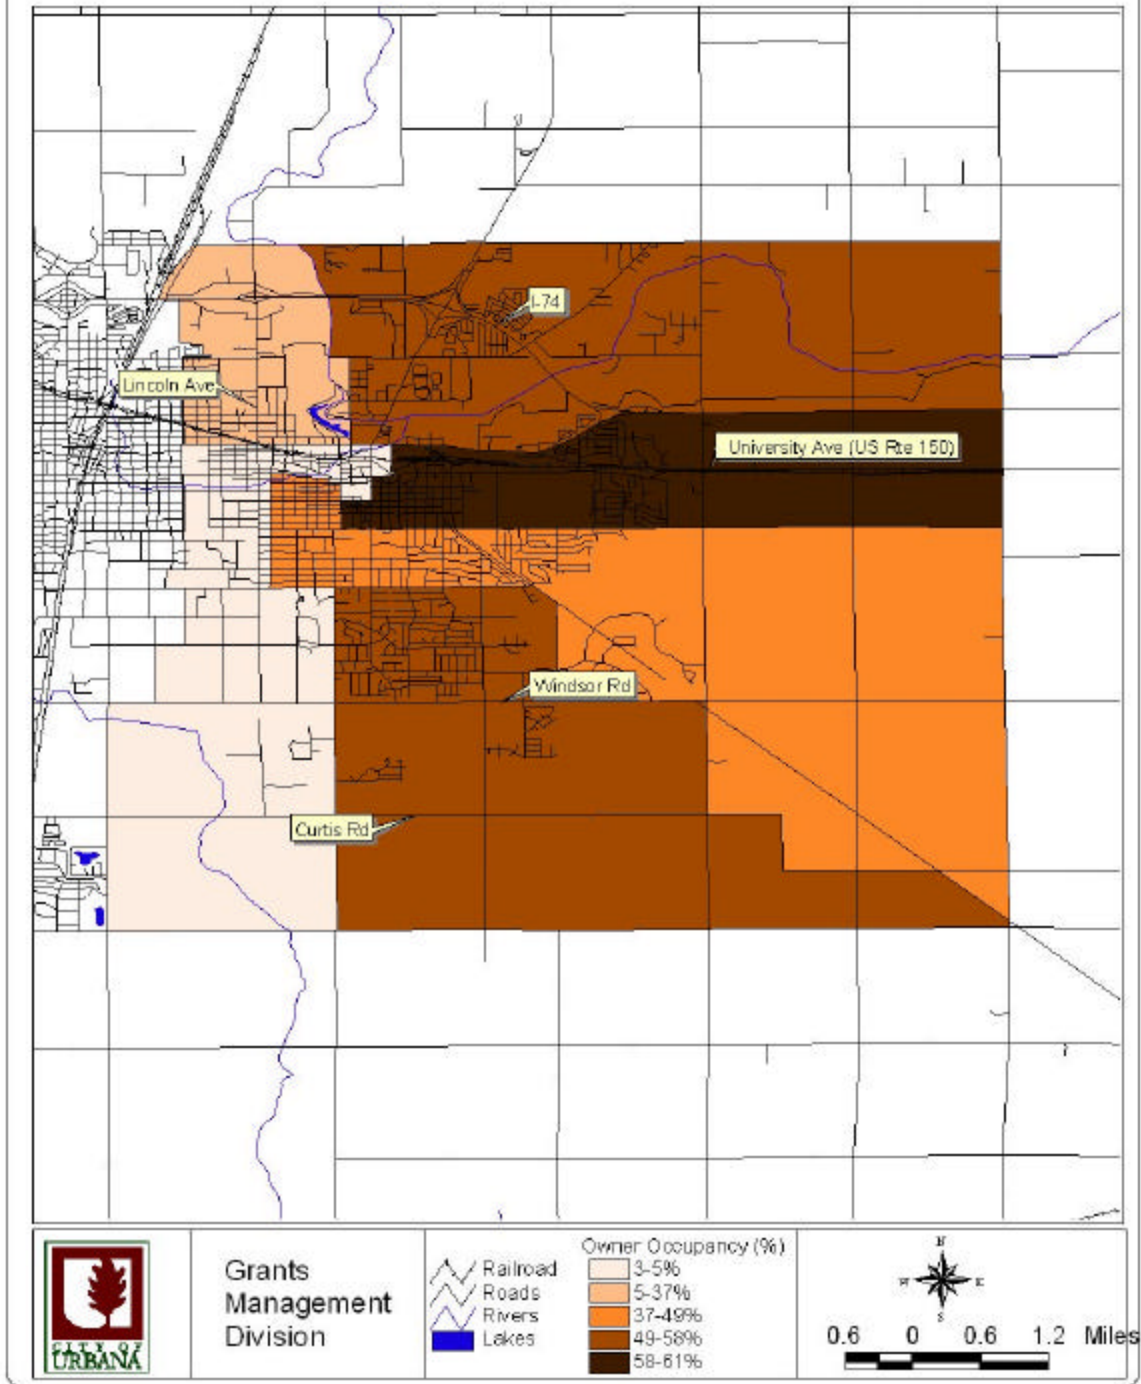 I-74
Lincoln Ave
University Ave (US Rte 150)
Windsor Rd
Curtis Rd
CITY OF
URBANA
Grants
Management
Division
Railroad
Roads
Rivers
Lakes
Owner Occupancy (%)
3-5%
5-37%
37-49%
49-58%
58-61%
N
W E
S
0.6 0 0.6 1.2 Miles